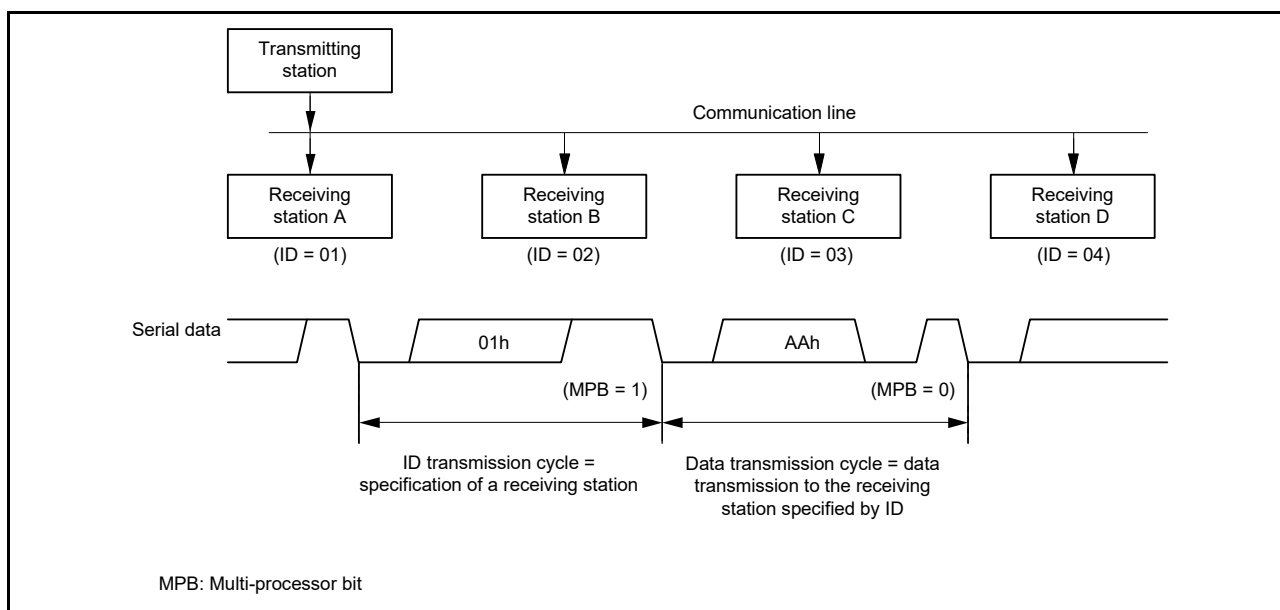 Transmitting
station
Communication line
Receiving
station A
Receiving
station B
Receiving
station C
Receiving
station D
(ID = 01)
(ID = 02)
(ID = 03)
(ID = 04)
Serial data
01h
AAh
(MPB = 1)
(MPB = 0)
ID transmission cycle =
specification of a receiving station
Data transmission cycle = data
transmission to the receiving
station specified by ID
MPB: Multi-processor bit